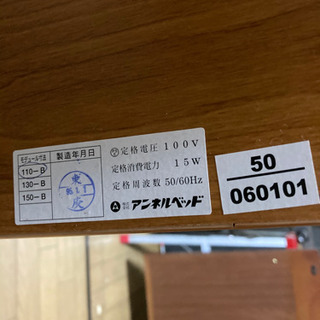 モデュール寸法 製造年月日
110-B
130-B
150-B
東
定格電圧 100V
定格消費電力 15W
定格周波数 50/60Hz
アンネルベッド
50
060101